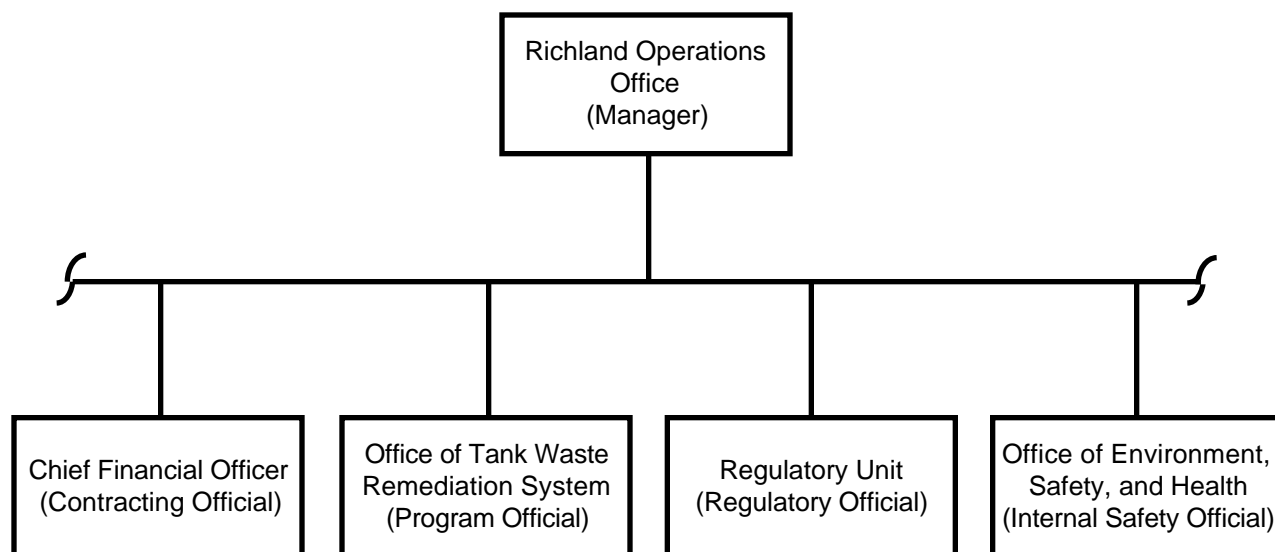 Richland Operations
Office
(Manager)
Chief Financial Officer
(Contracting Official)
Office of Tank Waste
Remediation System
(Program Official)
Regulatory Unit
(Regulatory Official)
Office of Environment,
Safety, and Health
(Internal Safety Official)